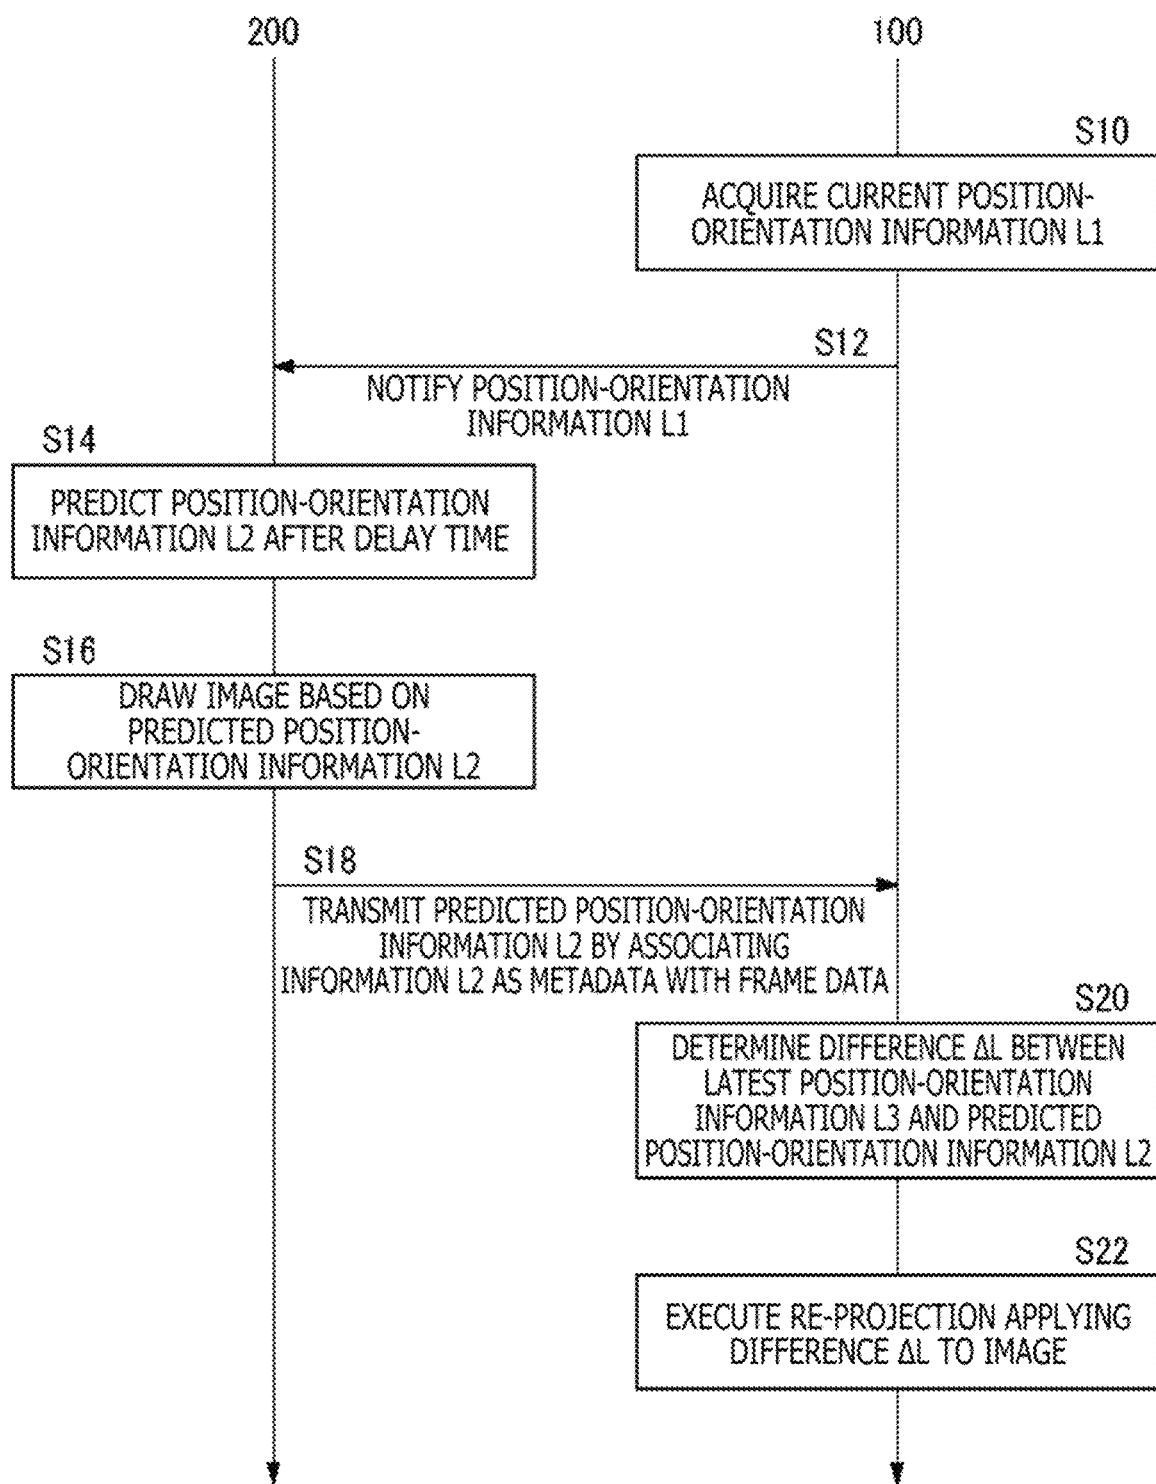 200
100
S10
ACQUIRE CURRENT POSITION-
ORIENTATION INFORMATION L1
S12
NOTIFY POSITION-ORIENTATION
INFORMATION L1
S14
PREDICT POSITION-ORIENTATION
INFORMATION L2 AFTER DELAY TIME
S16
DRAW IMAGE BASED ON
PREDICTED POSITION-
ORIENTATION INFORMATION L2
S18
TRANSMIT PREDICTED POSITION-ORIENTATION
INFORMATION L2 BY ASSOCIATING
INFORMATION L2 AS METADATA WITH FRAME DATA
S20
DETERMINE DIFFERENCE ΔL BETWEEN
LATEST POSITION-ORIENTATION
INFORMATION L3 AND PREDICTED
POSITION-ORIENTATION INFORMATION L2
S22
EXECUTE RE-PROJECTION APPLYING
DIFFERENCE ΔL TO IMAGE